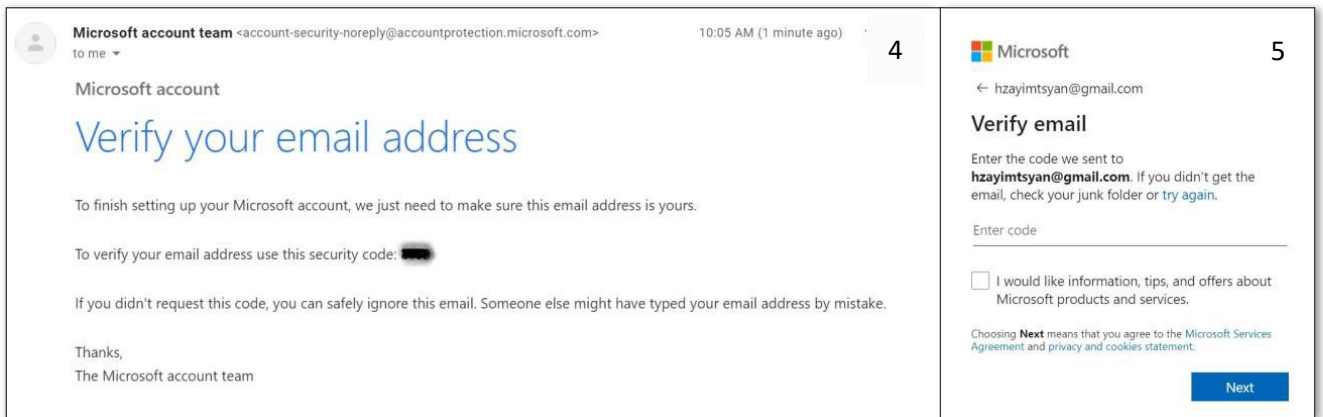 Microsoft account team <account-security-noreply@accountprotection.microsoft.com> 10:05 AM (1 minute ago)
to me
4
Microsoft account
Verify your email address
To finish setting up your Microsoft account, we just need to make sure this email address is yours.
To verify your email address use this security code:
If you didn't request this code, you can safely ignore this email. Someone else might have typed your email address by mistake.
Thanks,
The Microsoft account team
Microsoft
5
← hzayimtsyan@gmail.com
Verify email
Enter the code we sent to
hzayimtsyan@gmail.com. If you didn't get the
email, check your junk folder or try again.
Enter code
I would like information, tips, and offers about
Microsoft products and services.
Choosing Next means that you agree to the Microsoft Services
Agreement and privacy and cookies statement.
Next